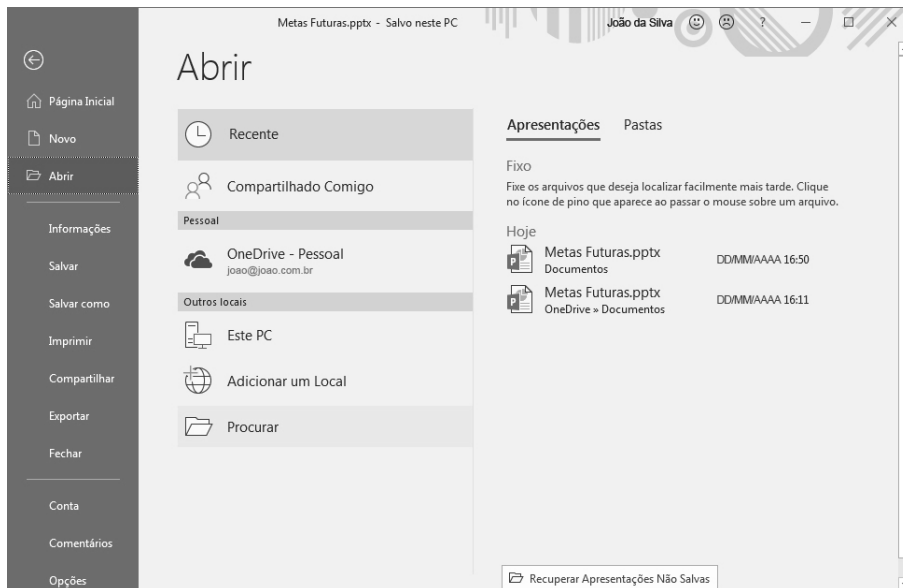 Metas Futuras.pptx - Salvo neste PC
João da Silva
?
Abrir
Página Inicial
Novo
Abrir
Informações
Salvar
Salvar como
Imprimir
Compartilhar
Exportar
Fechar
Conta
Comentários
Opções
Recente
Compartilhado Comigo
Pessoal
OneDrive - Pessoal
joao@joao.com.br
Outros locais
Este PC
Adicionar um Local
Procurar
Apresentações Pastas
Fixo
Fixe os arquivos que deseja localizar facilmente mais tarde. Clique
no ícone de pino que aparece ao passar o mouse sobre um arquivo.
Hoje
Metas Futuras.pptx DD/MM/AAAA 16:50
Documentos
Metas Futuras.pptx DD/MM/AAAA 16:11
OneDrive » Documentos
Recuperar Apresentações Não Salvas